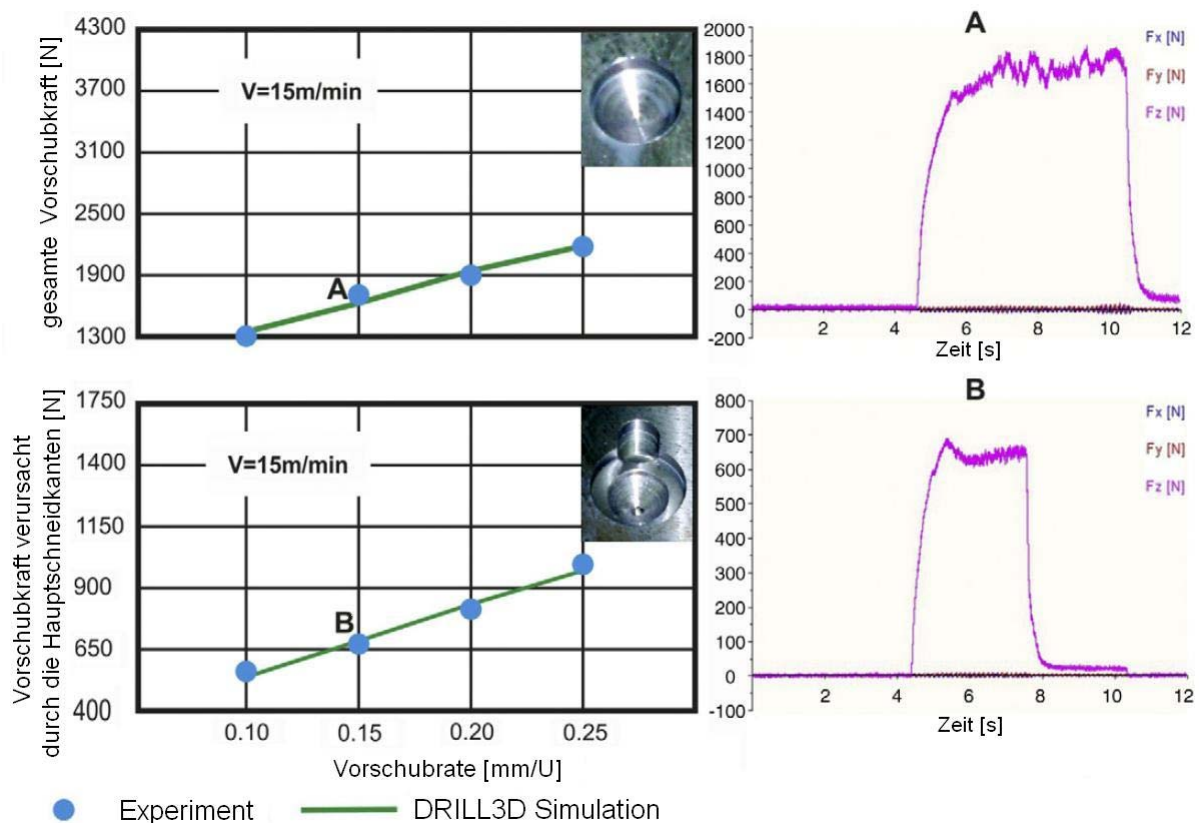 gesamte Vorschubkraft [N]
4300
3700
3100
2500
1900
1300
V=15m/min
A
A
2000
1800
1600
1400
1200
1000
800
600
400
200
0
-200
2 4 6 8 10 12
Zeit [s]
Fx [N]
Fy [N]
Fz [N]
Vorschubkraft verursacht
durch die Hauptschneidkanten [N]
1750
1400
1150
900
650
400
V=15m/min
B
0.10 0.15 0.20 0.25
Vorschubrate [mm/U]
B
800
700
600
500
400
300
200
100
0
-100
2 4 6 8 10 12
Zeit [s]
Fx [N]
Fy [N]
Fz [N]
Experiment DRILL3D Simulation